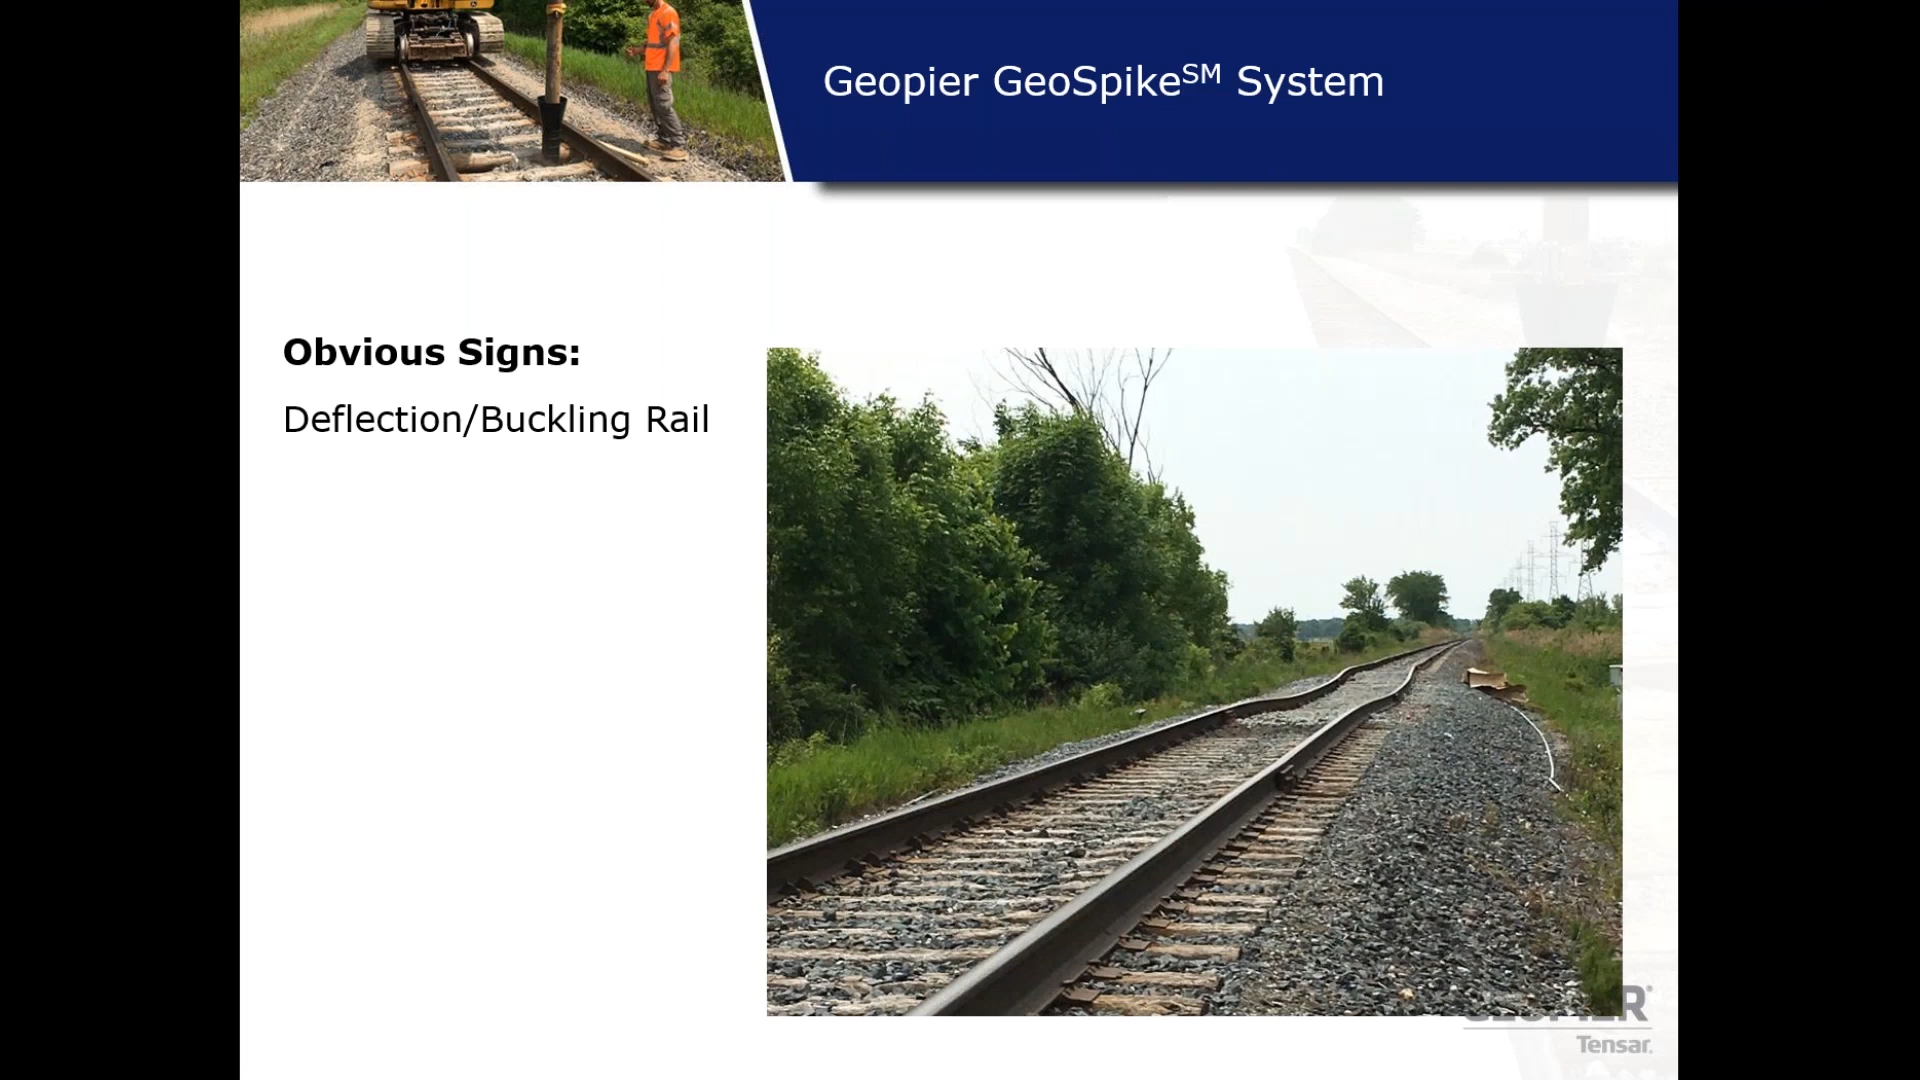 Geopier GeoSpikeSM System
Obvious Signs:
Deflection/Buckling Rail
Tensar.